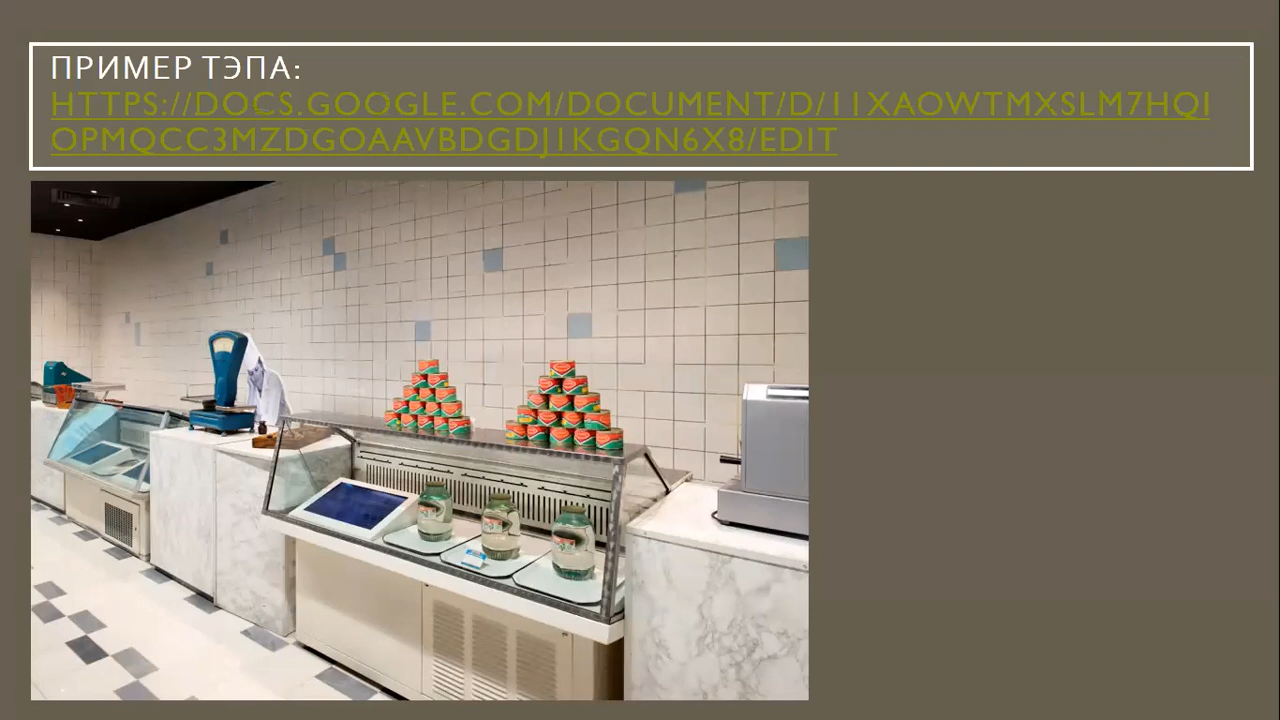 ПРИМЕР ТЭПА:
HTTPS://DOCS.GOOGLE.COM/DOCUMENT/D/11XAOWTMXSLM7HQI
OPMQCC3MZDGOAAVBDGDJ1KGQN6X8/EDIT